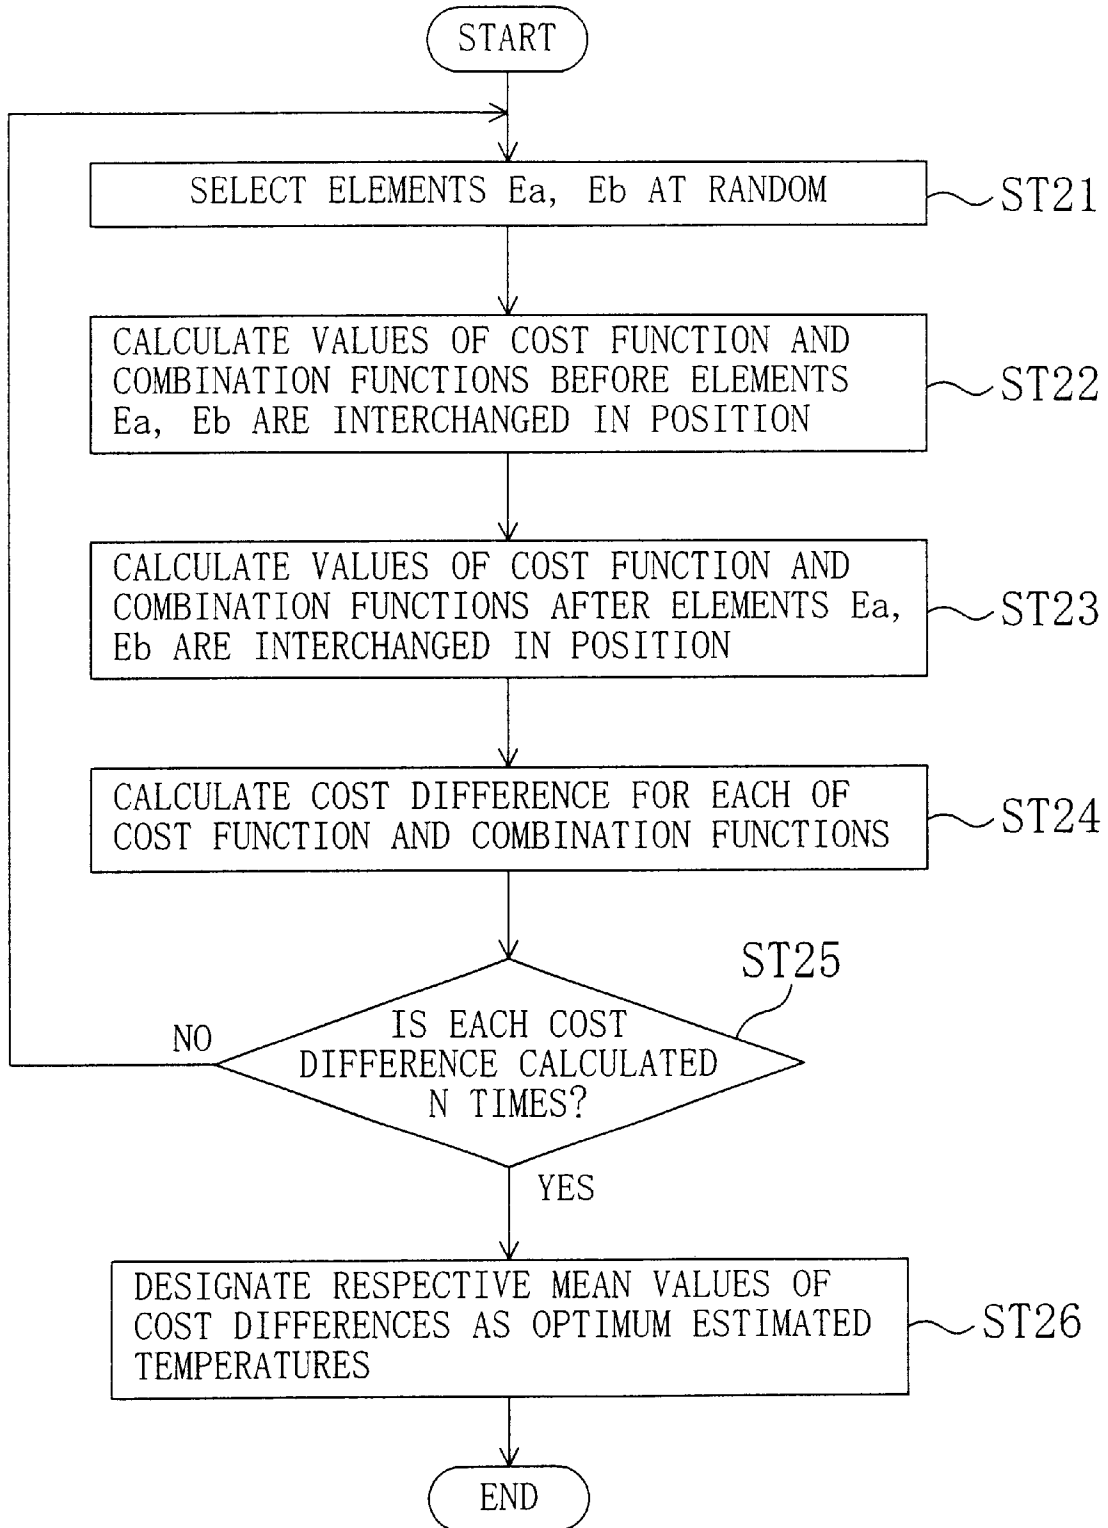 START
SELECT ELEMENTS Ea, Eb AT RANDOM
ST21
CALCULATE VALUES OF COST FUNCTION AND
COMBINATION FUNCTIONS BEFORE ELEMENTS
Ea, Eb ARE INTERCHANGED IN POSITION
ST22
CALCULATE VALUES OF COST FUNCTION AND
COMBINATION FUNCTIONS AFTER ELEMENTS Ea,
Eb ARE INTERCHANGED IN POSITION
ST23
CALCULATE COST DIFFERENCE FOR EACH OF
COST FUNCTION AND COMBINATION FUNCTIONS
ST24
ST25
IS EACH COST
DIFFERENCE CALCULATED
N TIMES?
NO
YES
DESIGNATE RESPECTIVE MEAN VALUES OF
COST DIFFERENCES AS OPTIMUM ESTIMATED
TEMPERATURES
ST26
END